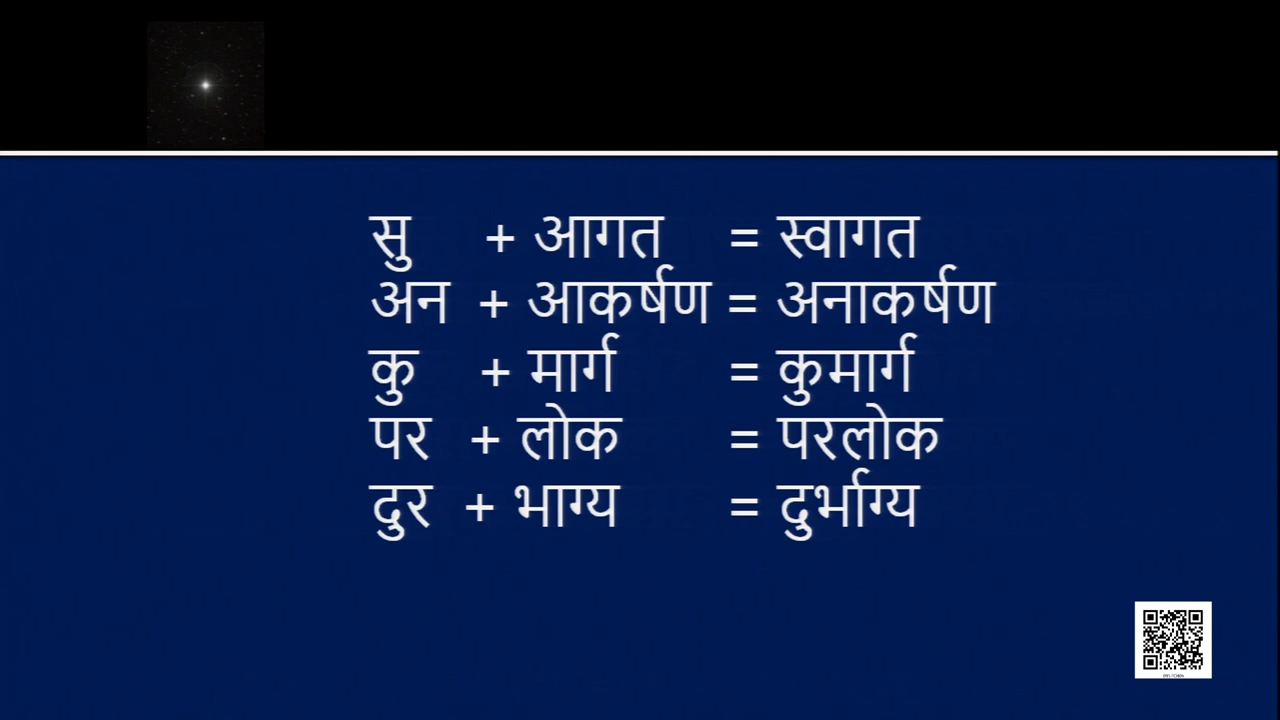 सु + आगत = स्वागत
अन + आकर्षण = अनाकर्षण
कु + मार्ग = कुमार्ग
पर + लोक = परलोक
दुर + भाग्य = दुर्भाग्य